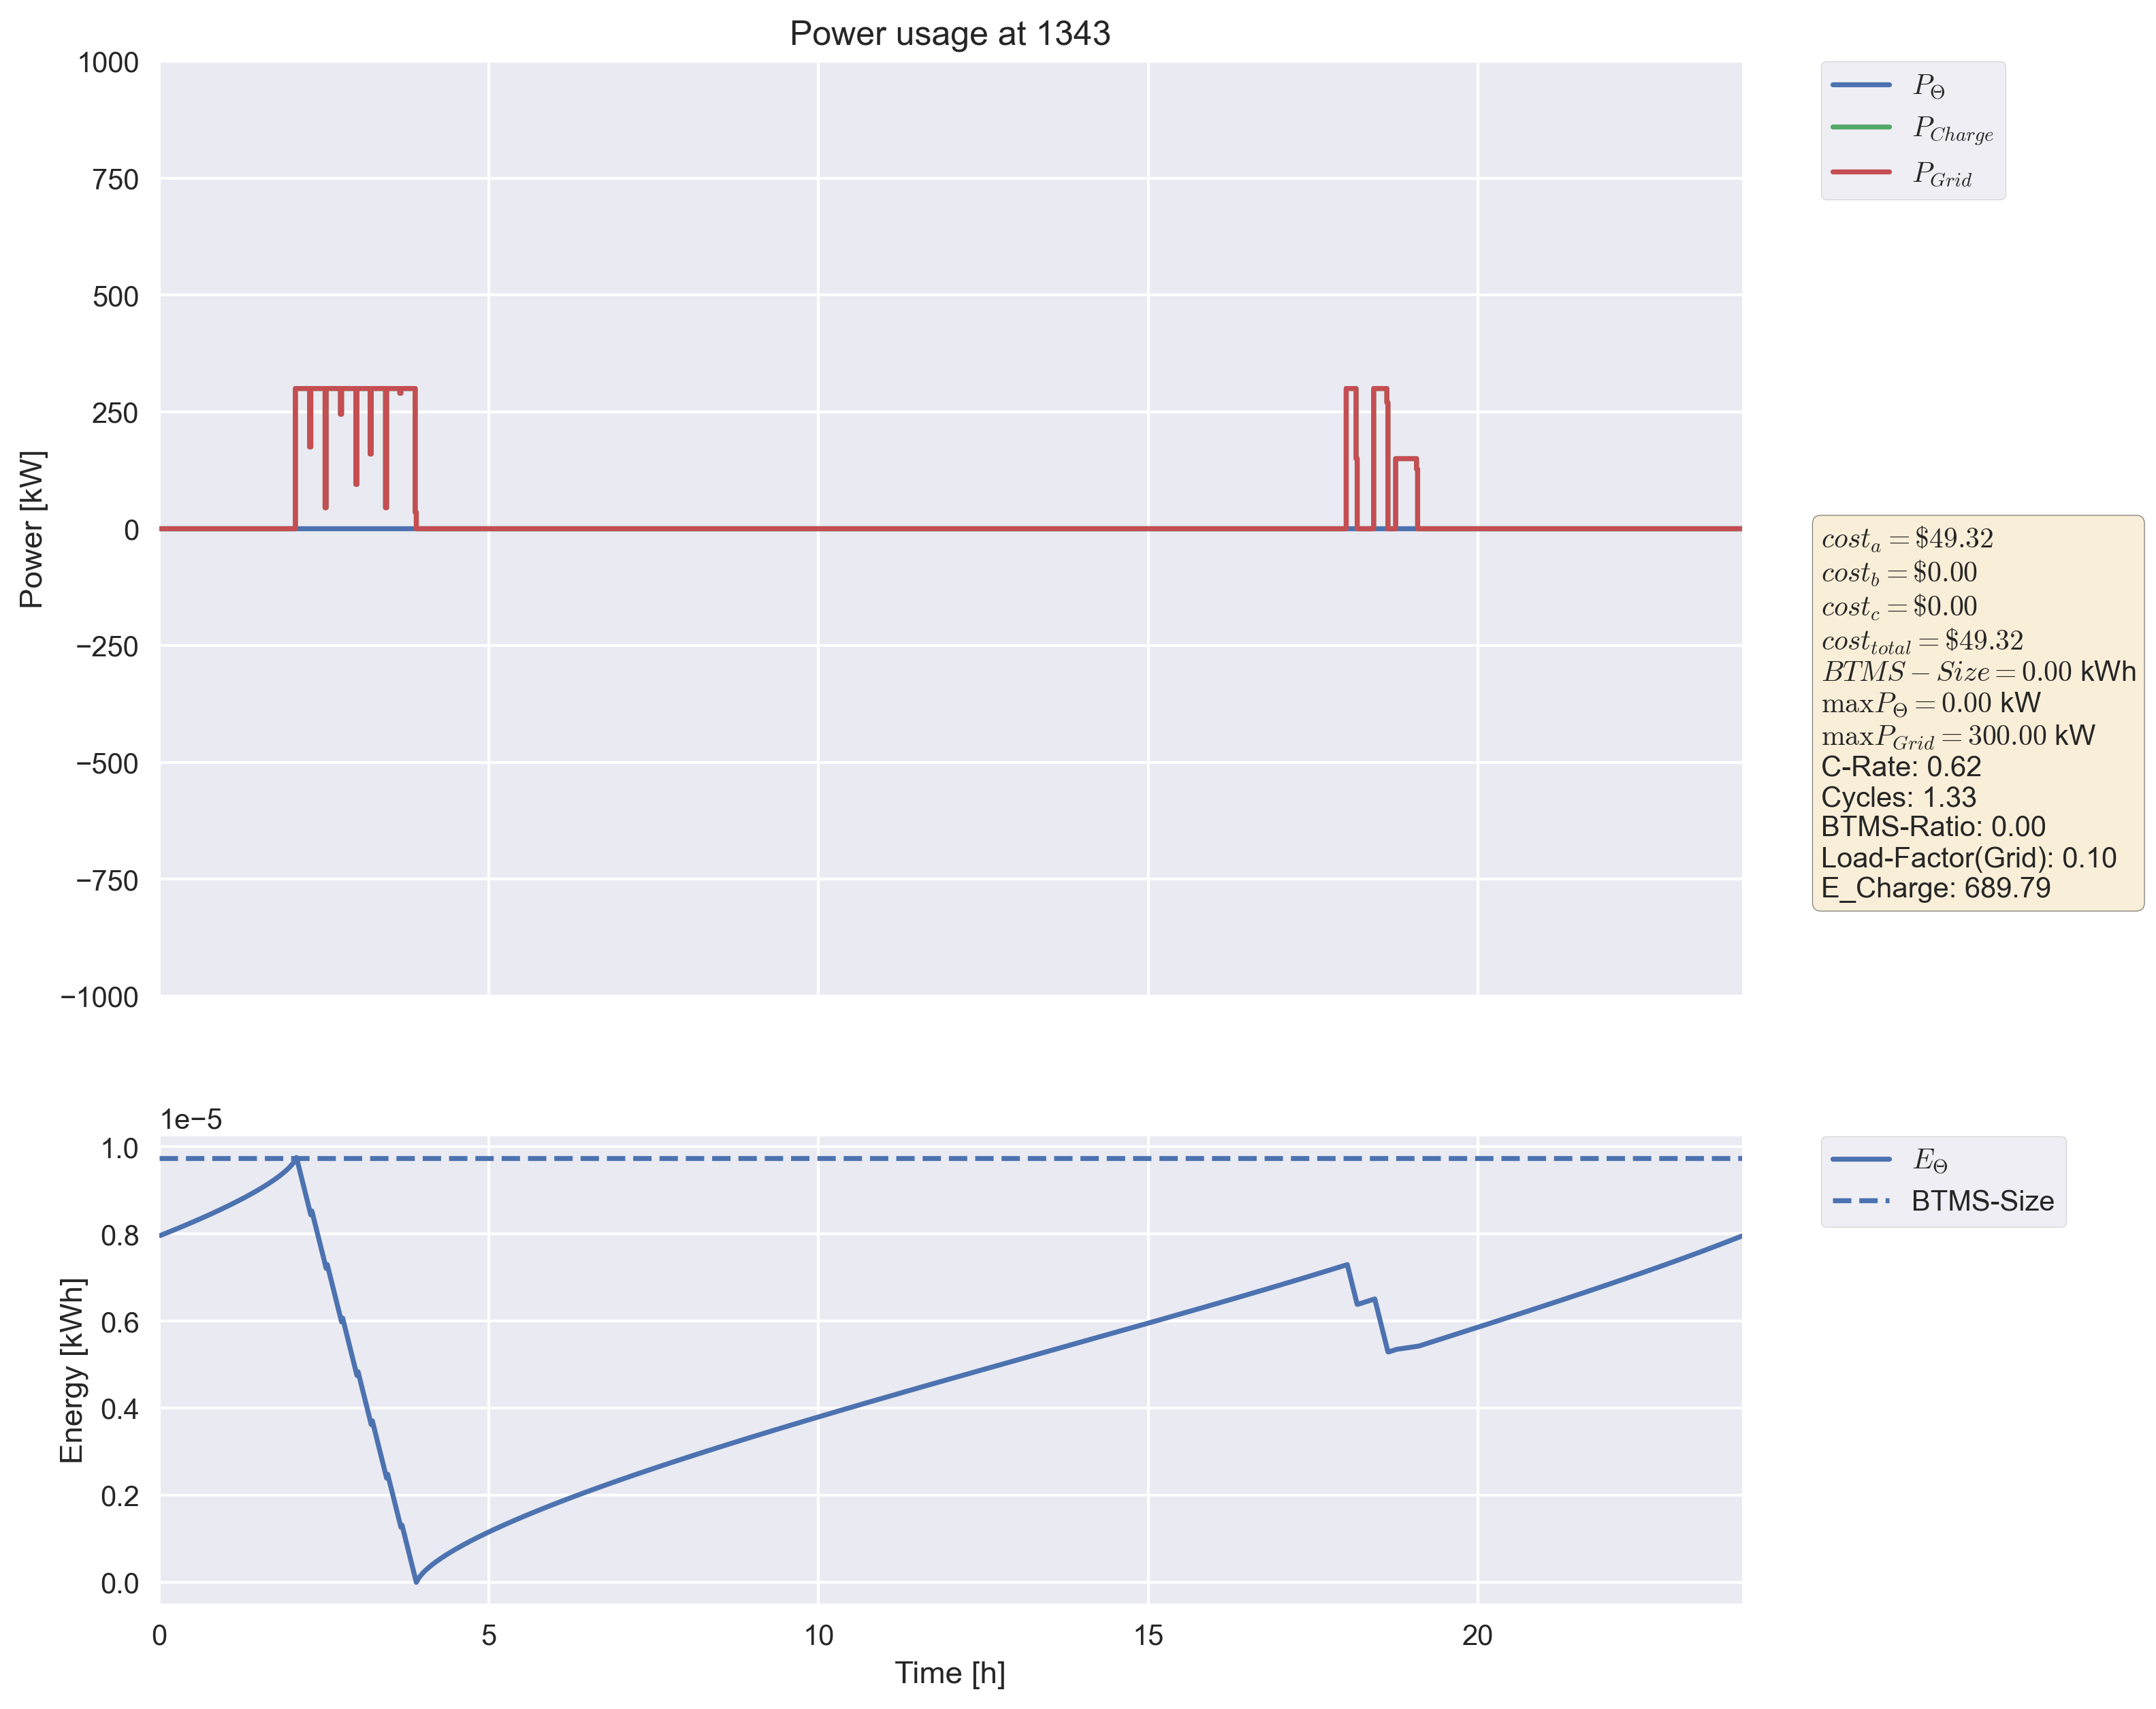 Power usage at 1343
1000
750
500
250
0
−250
−500
−750
−1000
Power [kW]
P_Θ
P_Charge
P_Grid
cost_a = $49.32
cost_b = $0.00
cost_c = $0.00
cost_total = $49.32
BTMS − Size = 0.00 kWh
maxP_Θ = 0.00 kW
maxP_Grid = 300.00 kW
C-Rate: 0.62
Cycles: 1.33
BTMS-Ratio: 0.00
Load-Factor(Grid): 0.10
E_Charge: 689.79
1e−5
1.0
0.8
0.6
0.4
0.2
0.0
Energy [kWh]
E_Θ
BTMS-Size
0 5 10 15 20
Time [h]